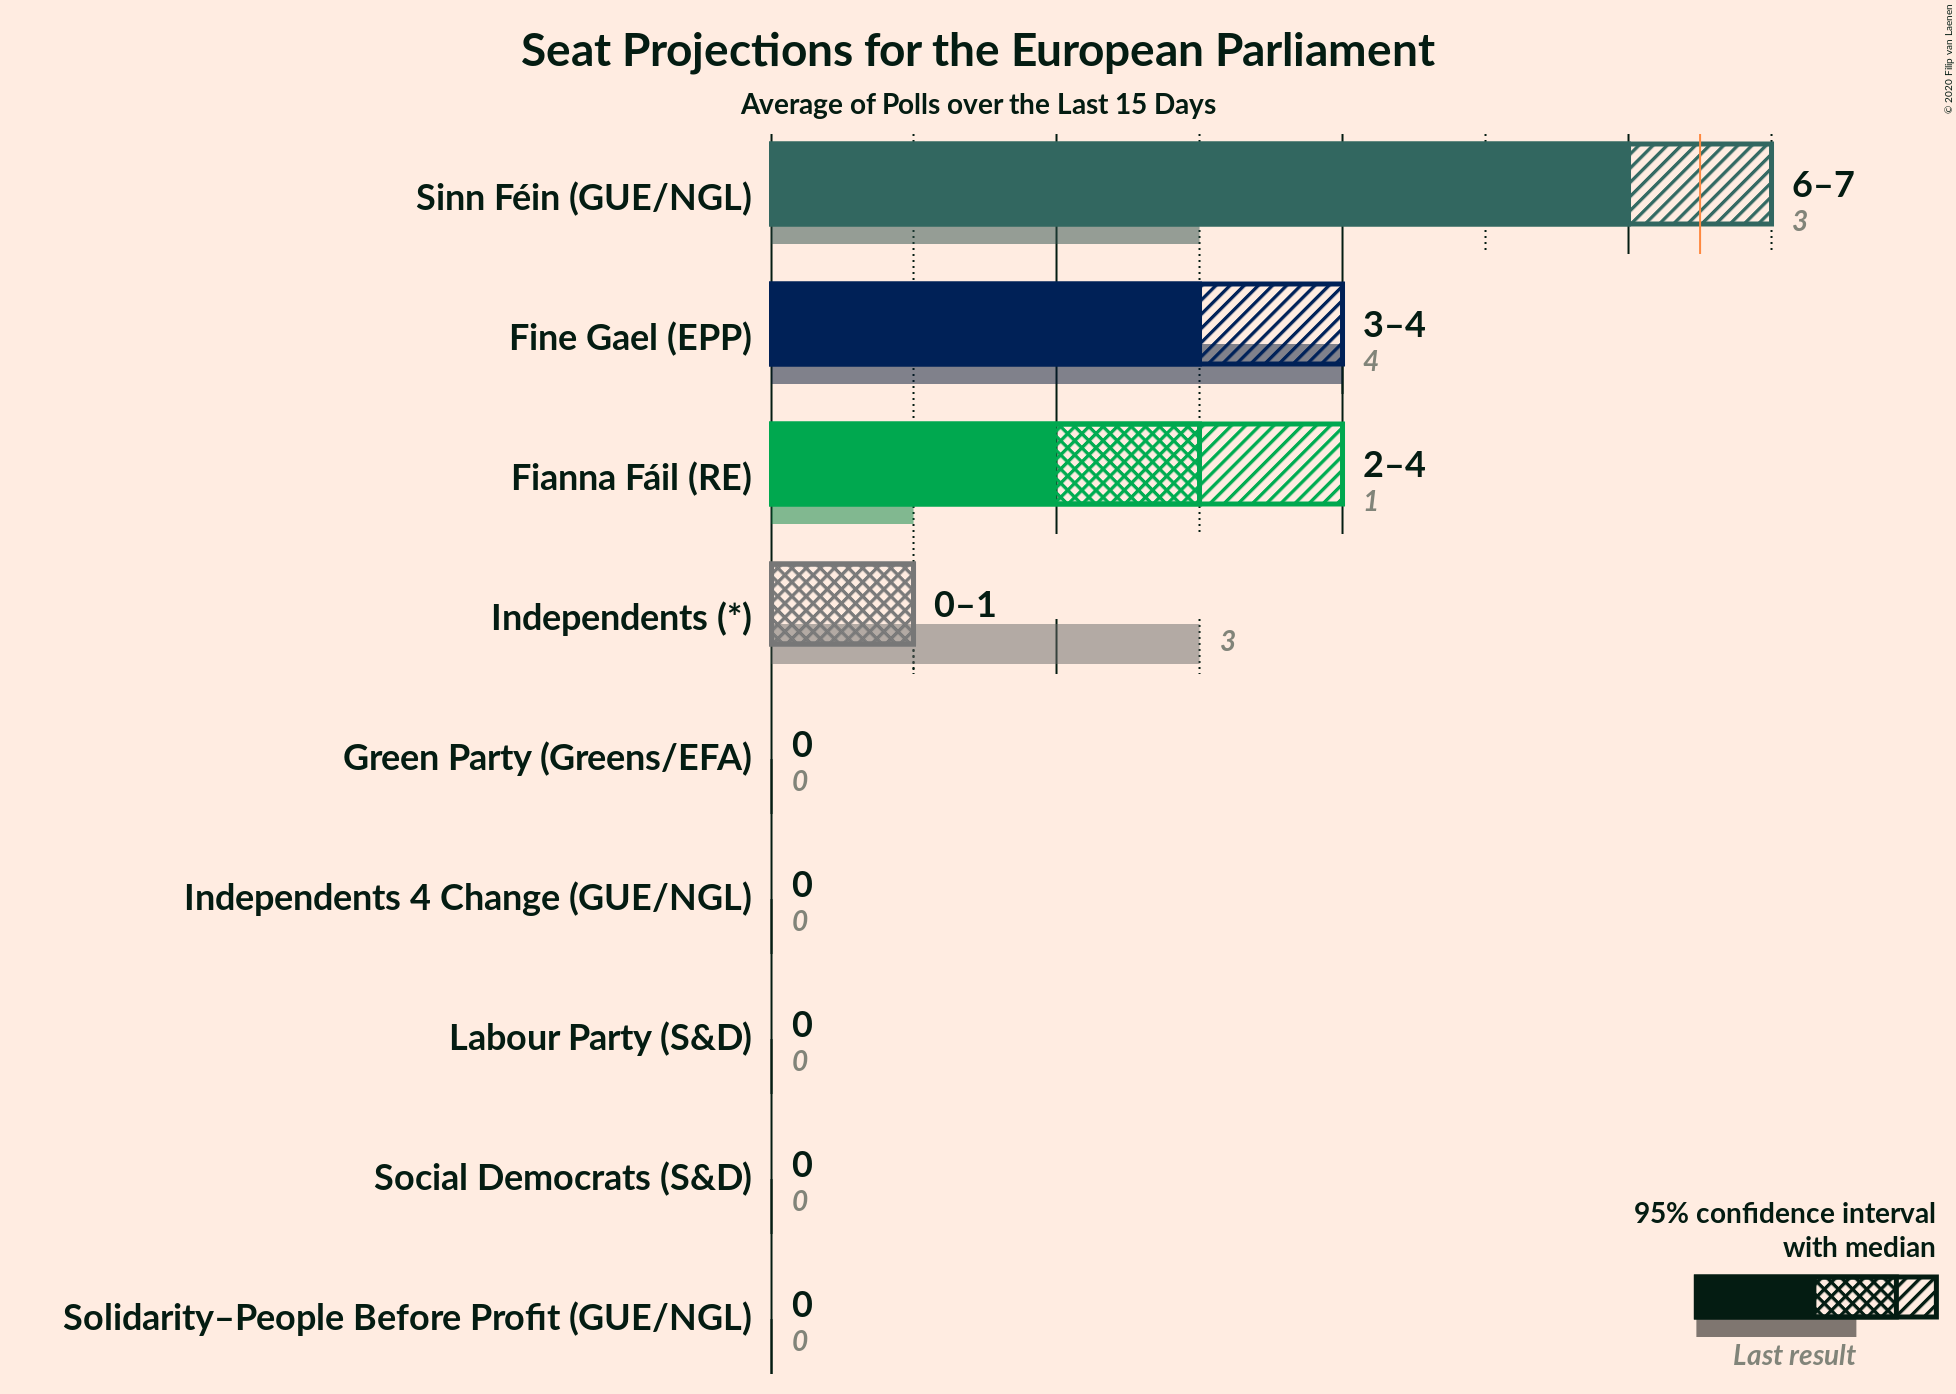 Seat Projections for the European Parliament
Average of Polls over the Last 15 Days
© 2020 Filip van Laenen
Sinn Féin (GUE/NGL)
6–7
3
Fine Gael (EPP)
3–4
4
Fianna Fáil (RE)
2–4
1
Independents (*)
0–1
3
Green Party (Greens/EFA)
0
0
Independents 4 Change (GUE/NGL)
0
0
Labour Party (S&D)
0
0
Social Democrats (S&D)
0
0
Solidarity–People Before Profit (GUE/NGL)
0
0
95% confidence interval
with median
Last result